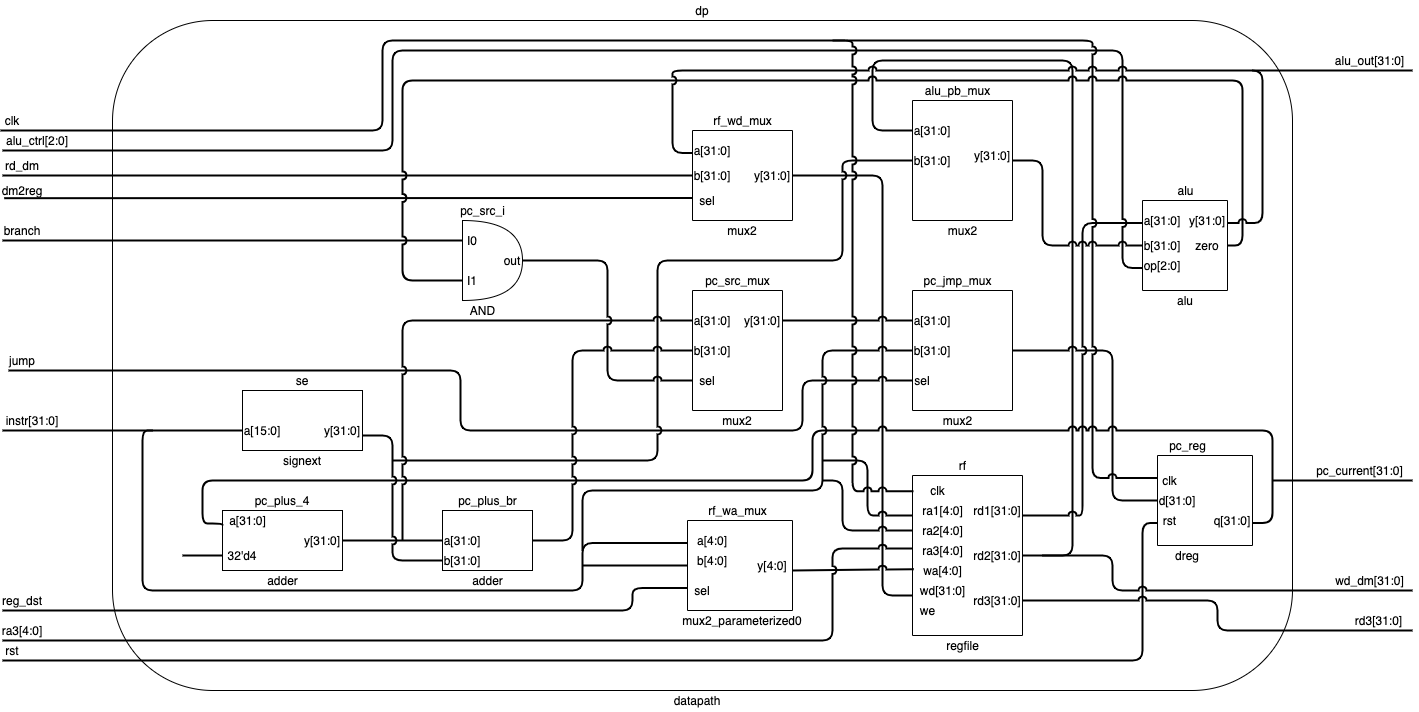 dp
alu_out[31:0]
clk
alu_ctrl[2:0]
rd_dm
dm2reg
branch
jump
instr[31:0]
reg_dst
ra3[4:0]
rst
rf_wd_mux
a[31:0]
b[31:0]
y[31:0]
sel
mux2
alu_pb_mux
a[31:0]
b[31:0]
y[31:0]
mux2
alu
a[31:0]
y[31:0]
b[31:0]
zero
op[2:0]
alu
pc_src_i
I0
out
I1
AND
pc_src_mux
a[31:0]
y[31:0]
b[31:0]
sel
mux2
pc_jmp_mux
a[31:0]
b[31:0]
sel
mux2
se
a[15:0]
y[31:0]
signext
pc_plus_4
a[31:0]
y[31:0]
32'd4
adder
pc_plus_br
a[31:0]
b[31:0]
adder
rf_wa_mux
a[4:0]
b[4:0]
y[4:0]
sel
mux2_parameterized0
rf
clk
ra1[4:0]
rd1[31:0]
ra2[4:0]
ra3[4:0]
rd2[31:0]
wa[4:0]
wd[31:0]
rd3[31:0]
we
regfile
pc_reg
clk
d[31:0]
rst
q[31:0]
dreg
pc_current[31:0]
wd_dm[31:0]
rd3[31:0]
datapath